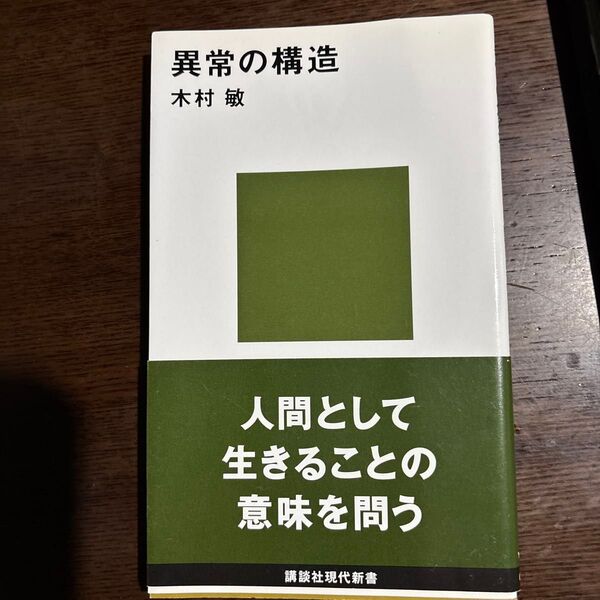 異常の構造
木村 敏
人間として
生きることの
意味を問う
講談社現代新書